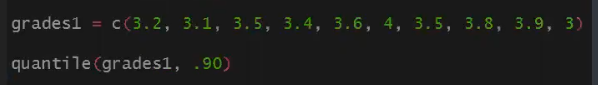 grades1 = c(3.2, 3.1, 3.5, 3.4, 3.6, 4, 3.5, 3.8, 3.9, 3)
quantile(grades1, .90)